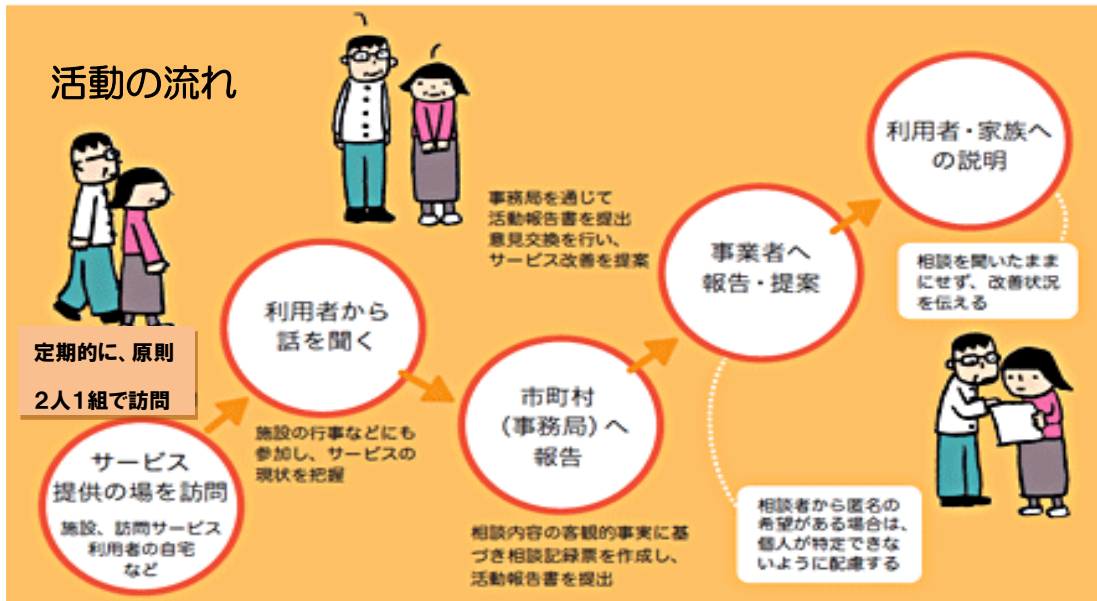 活動の流れ
定期的に、原則
2人1組で訪問
サービス
提供の場を訪問
施設、訪問サービス
利用者の自宅
など
利用者から
話を聞く
施設の行事などにも
参加し、サービスの
現状を把握
市町村
(事務局)へ
報告
相談内容の客観的事実に基
づき相談記録票を作成し、
活動報告書を提出
事業者へ
報告・提案
事務局を通じて
活動報告書を提出
意見交換を行い、
サービス改善を提案
相談者から匿名の
希望がある場合は、
個人が特定できな
いように配慮する
利用者・家族へ
の説明
相談を聞いたまま
にせず、改善状況
を伝える